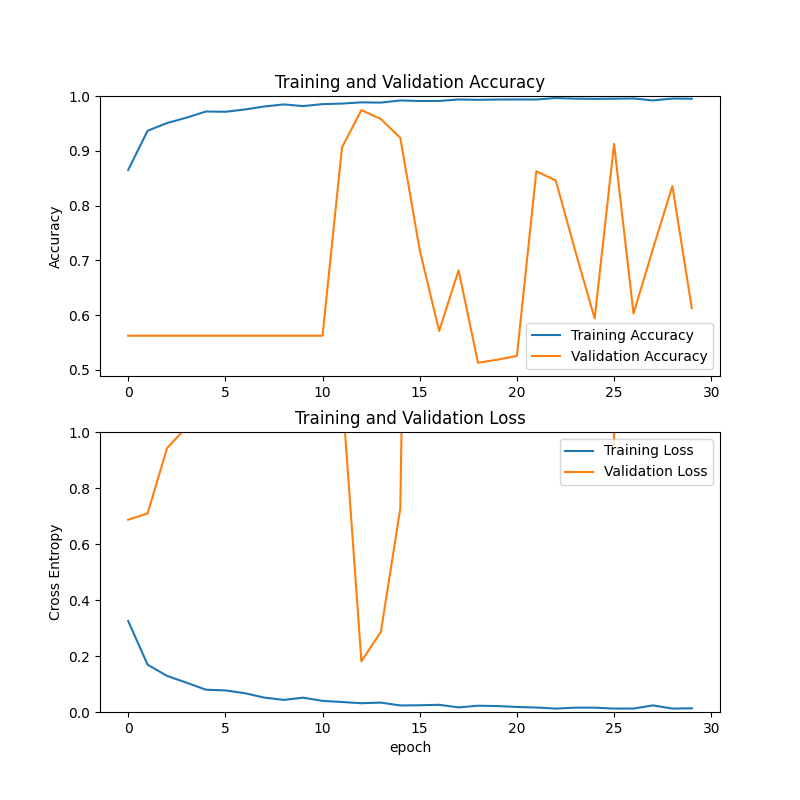 Training and Validation Accuracy
1.0
0.9
0.8
0.7
0.6
0.5
Accuracy
Training Accuracy
Validation Accuracy
0 5 10 15 20 25 30
Training and Validation Loss
1.0
0.8
0.6
0.4
0.2
0.0
Cross Entropy
Training Loss
Validation Loss
0 5 10 15 20 25 30
epoch